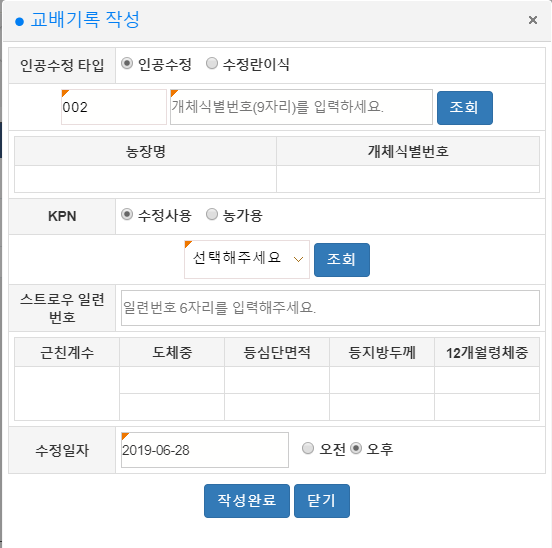 교배기록 작성
인공수정 타입 인공수정 수정란이식
002 개체식별번호(9자리)를 입력하세요. 조회
농장명 개체식별번호
KPN 수정사용 농가용
선택해주세요 조회
스트로우 일련
번호
일련번호 6자리를 입력해주세요.
근친계수 도체중 등심단면적 등지방두께 12개월령체중
수정일자 2019-06-28 오전 오후
작성완료 닫기